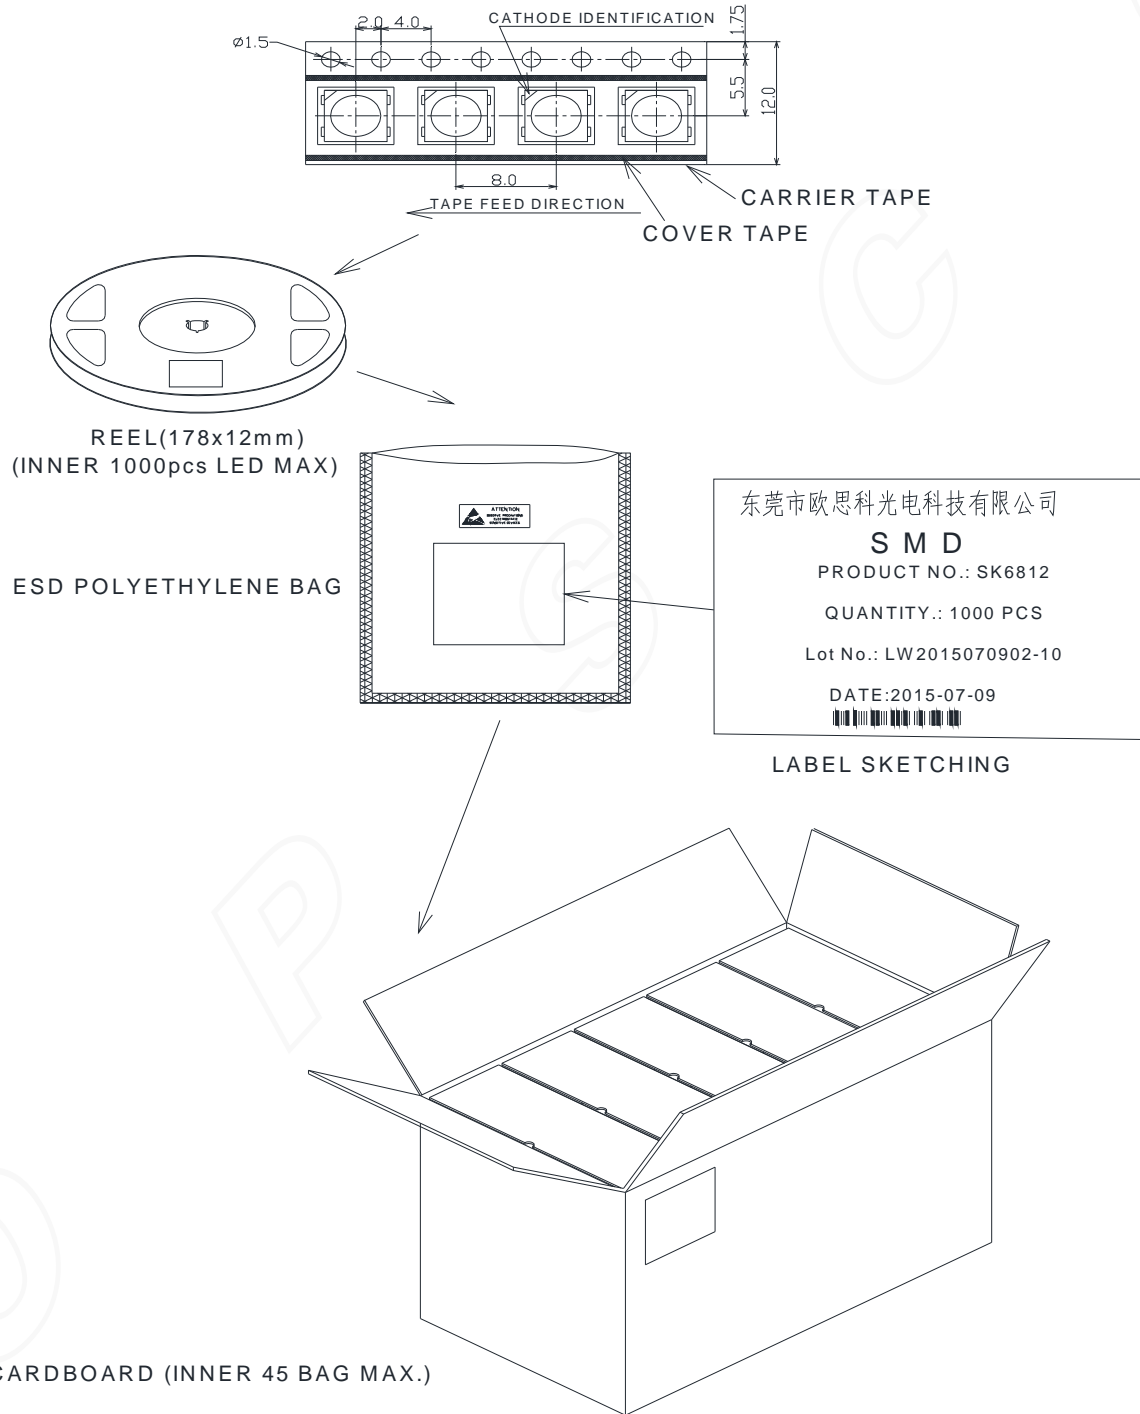 CATHODE IDENTIFICATION
2.0
4.0
1.75
Ø1.5
5.5
12.0
8.0
TAPE FEED DIRECTION
CARRIER TAPE
COVER TAPE
REEL(178x12mm)
(INNER 1000pcs LED MAX)
ATTENTION
ESD POLYETHYLENE BAG
东莞市欧思科光电科技有限公司
SMD
PRODUCT NO.: SK6812
QUANTITY.: 1000 PCS
Lot No.: LW2015070902-10
DATE:2015-07-09
LABEL SKETCHING
CARDBOARD (INNER 45 BAG MAX.)
O P S C